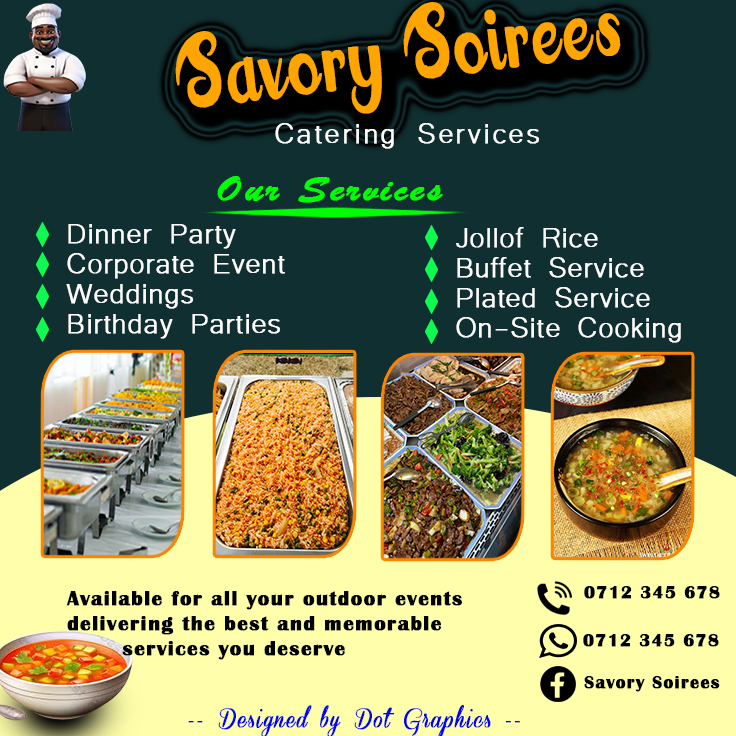 Savory Soirees
Catering Services
Our Services
Dinner Party
Corporate Event
Weddings
Birthday Parties
Jollof Rice
Buffet Service
Plated Service
On-Site Cooking
Available for all your outdoor events
delivering the best and memorable
services you deserve
0712 345 678
0712 345 678
Savory Soirees
-- Designed by Dot Graphics --